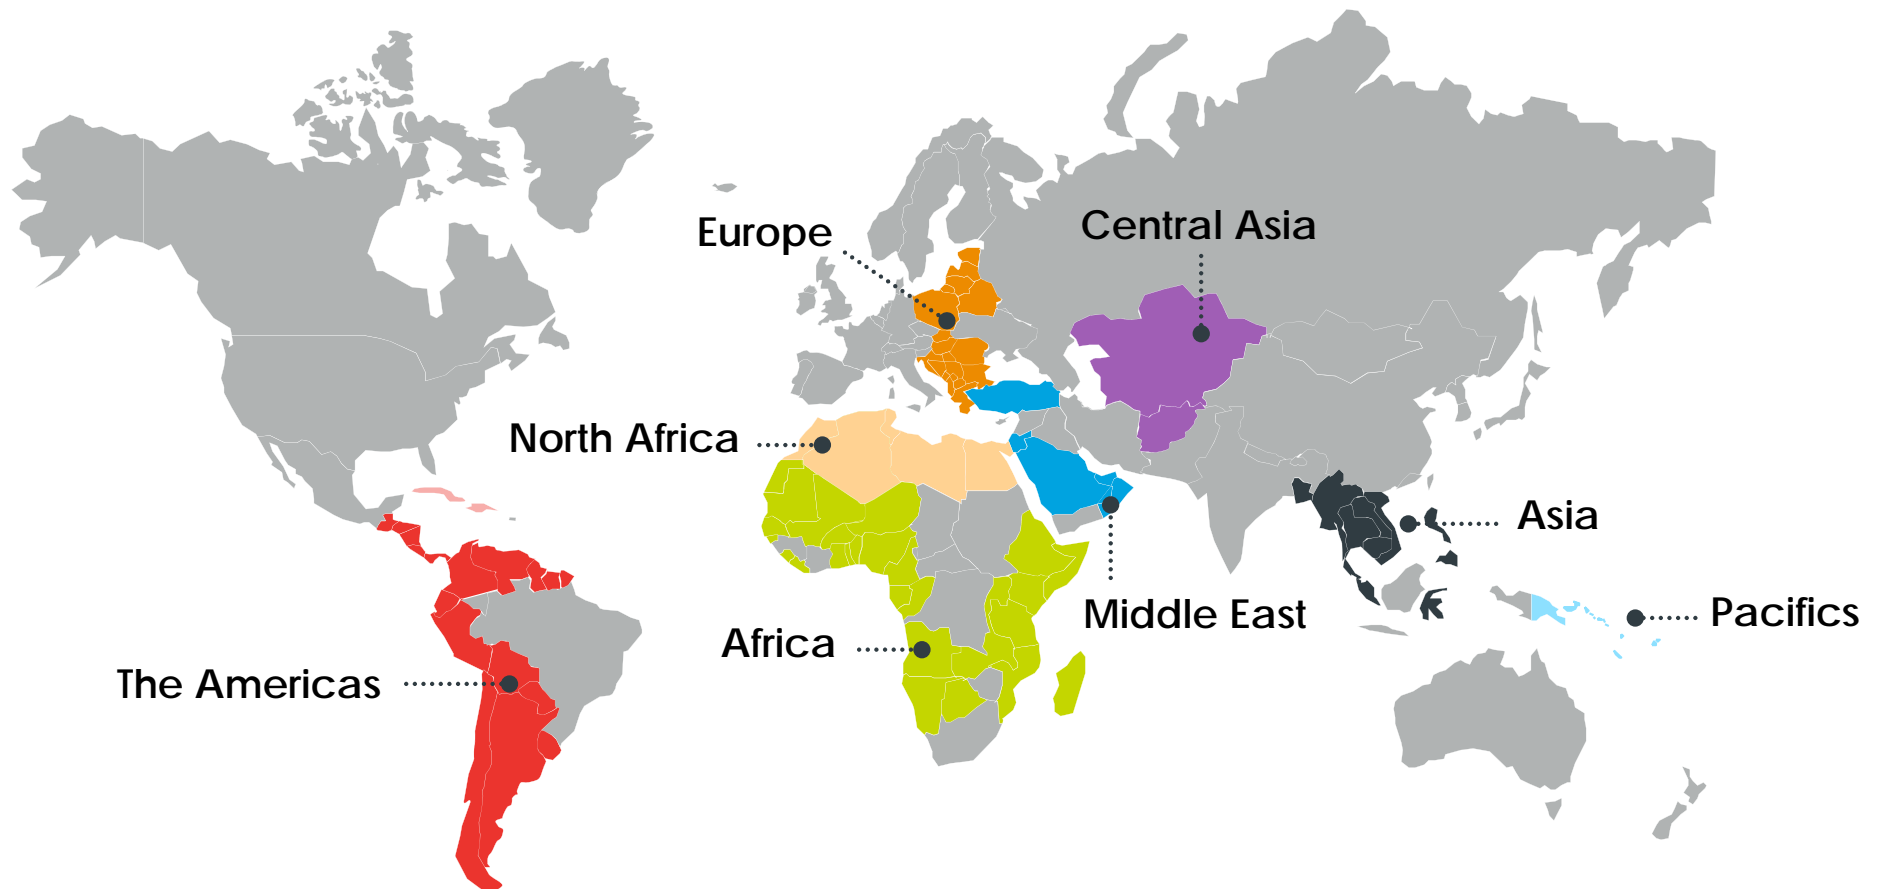 Central Asia
Europe
North Africa
Asia
Middle East
Pacifics
Africa
The Americas